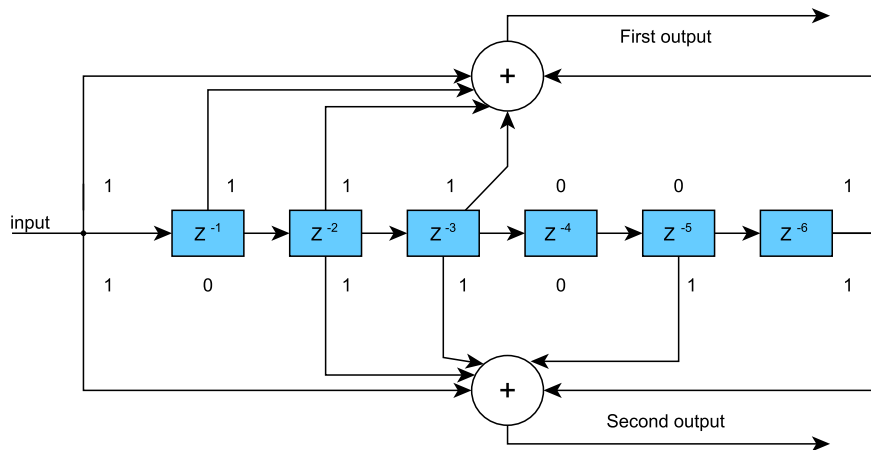 First output
+
1 1 1 1 0 0 1
input
Z -1 Z -2 Z -3 Z -4 Z -5 Z -6
1 0 1 1 0 1 1
+
Second output